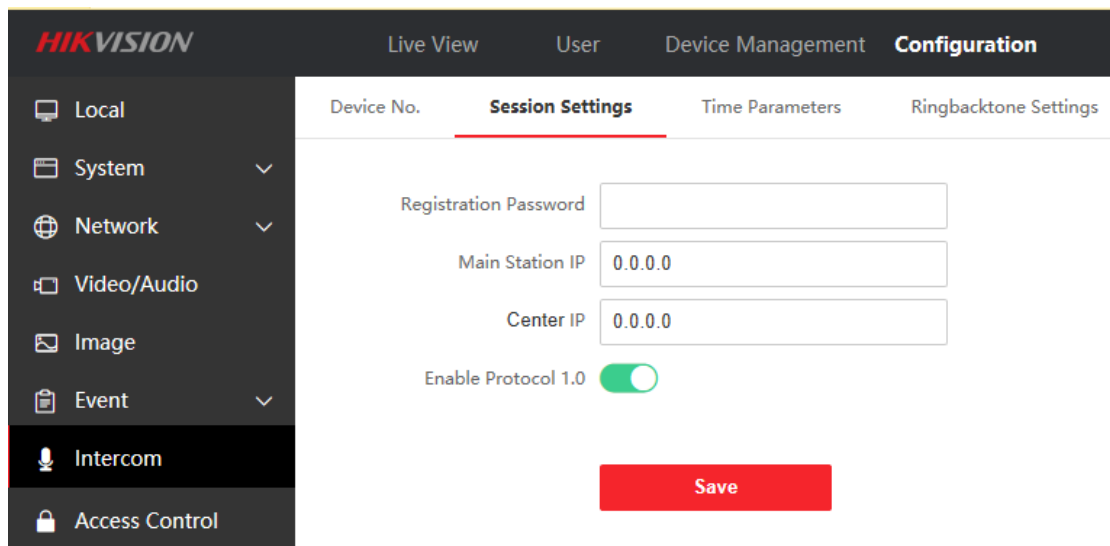 HIKVISION Live View User Device Management Configuration
Local
System
Network
Video/Audio
Image
Event
Intercom
Access Control
Device No. Session Settings Time Parameters Ringbacktone Settings
Registration Password
Main Station IP 0.0.0.0
Center IP 0.0.0.0
Enable Protocol 1.0
Save